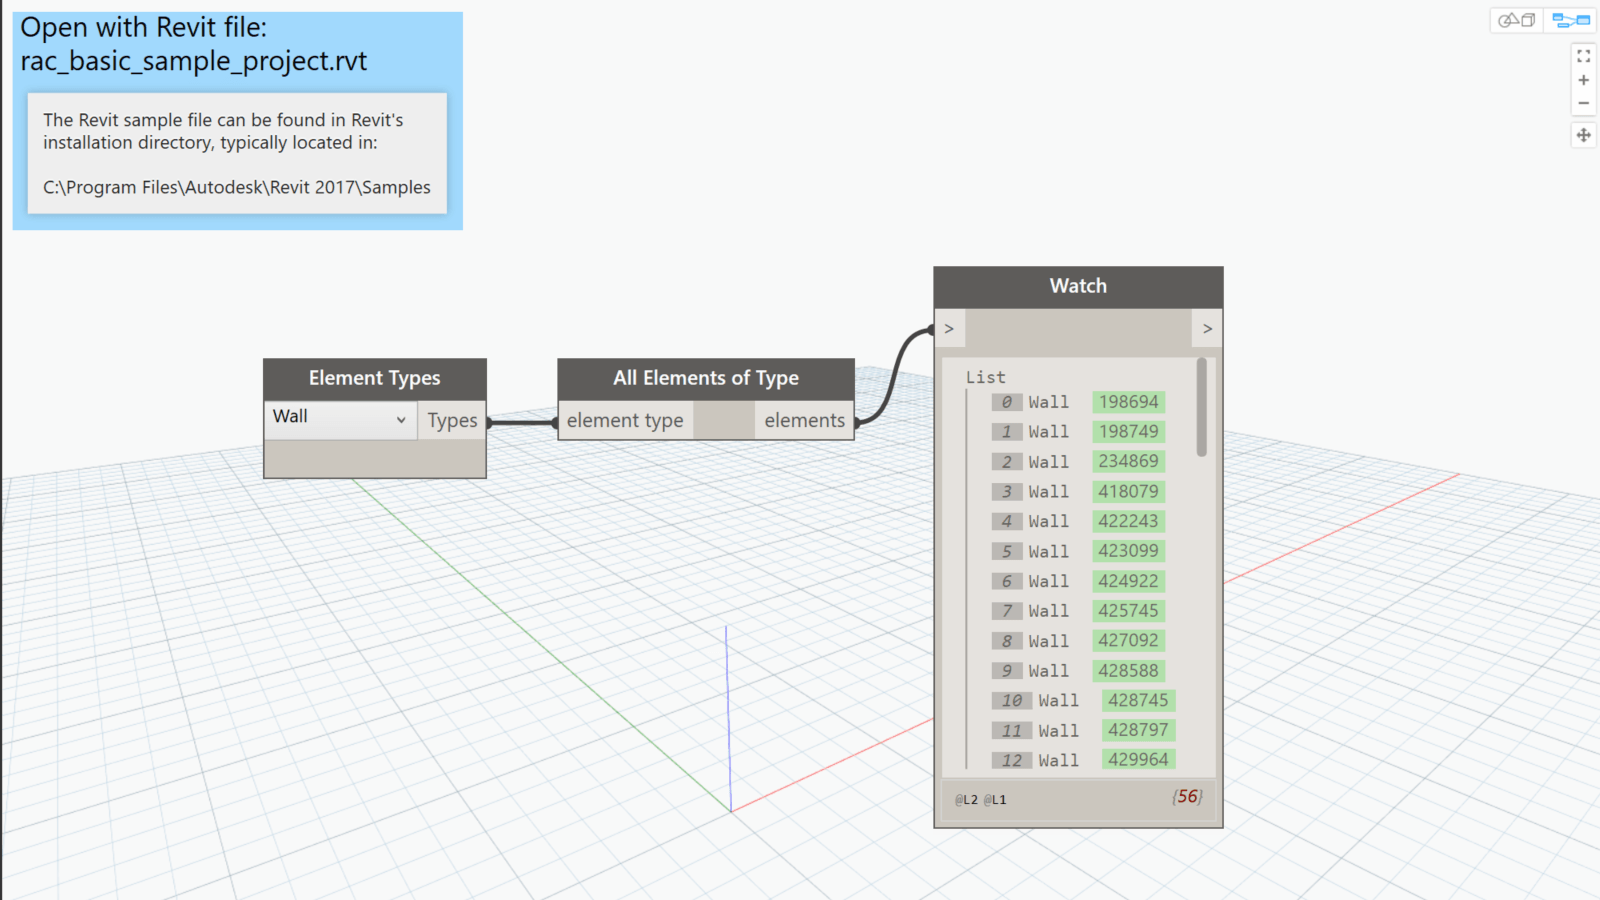 Open with Revit file:
rac_basic_sample_project.rvt
The Revit sample file can be found in Revit's
installation directory, typically located in:
C:\Program Files\Autodesk\Revit 2017\Samples
Element Types
Wall
Types
All Elements of Type
element type
elements
Watch
>
>
List
0 Wall 198694
1 Wall 198749
2 Wall 234869
3 Wall 418079
4 Wall 422243
5 Wall 423099
6 Wall 424922
7 Wall 425745
8 Wall 427092
9 Wall 428588
10 Wall 428745
11 Wall 428797
12 Wall 429964
@L2 @L1
{56}